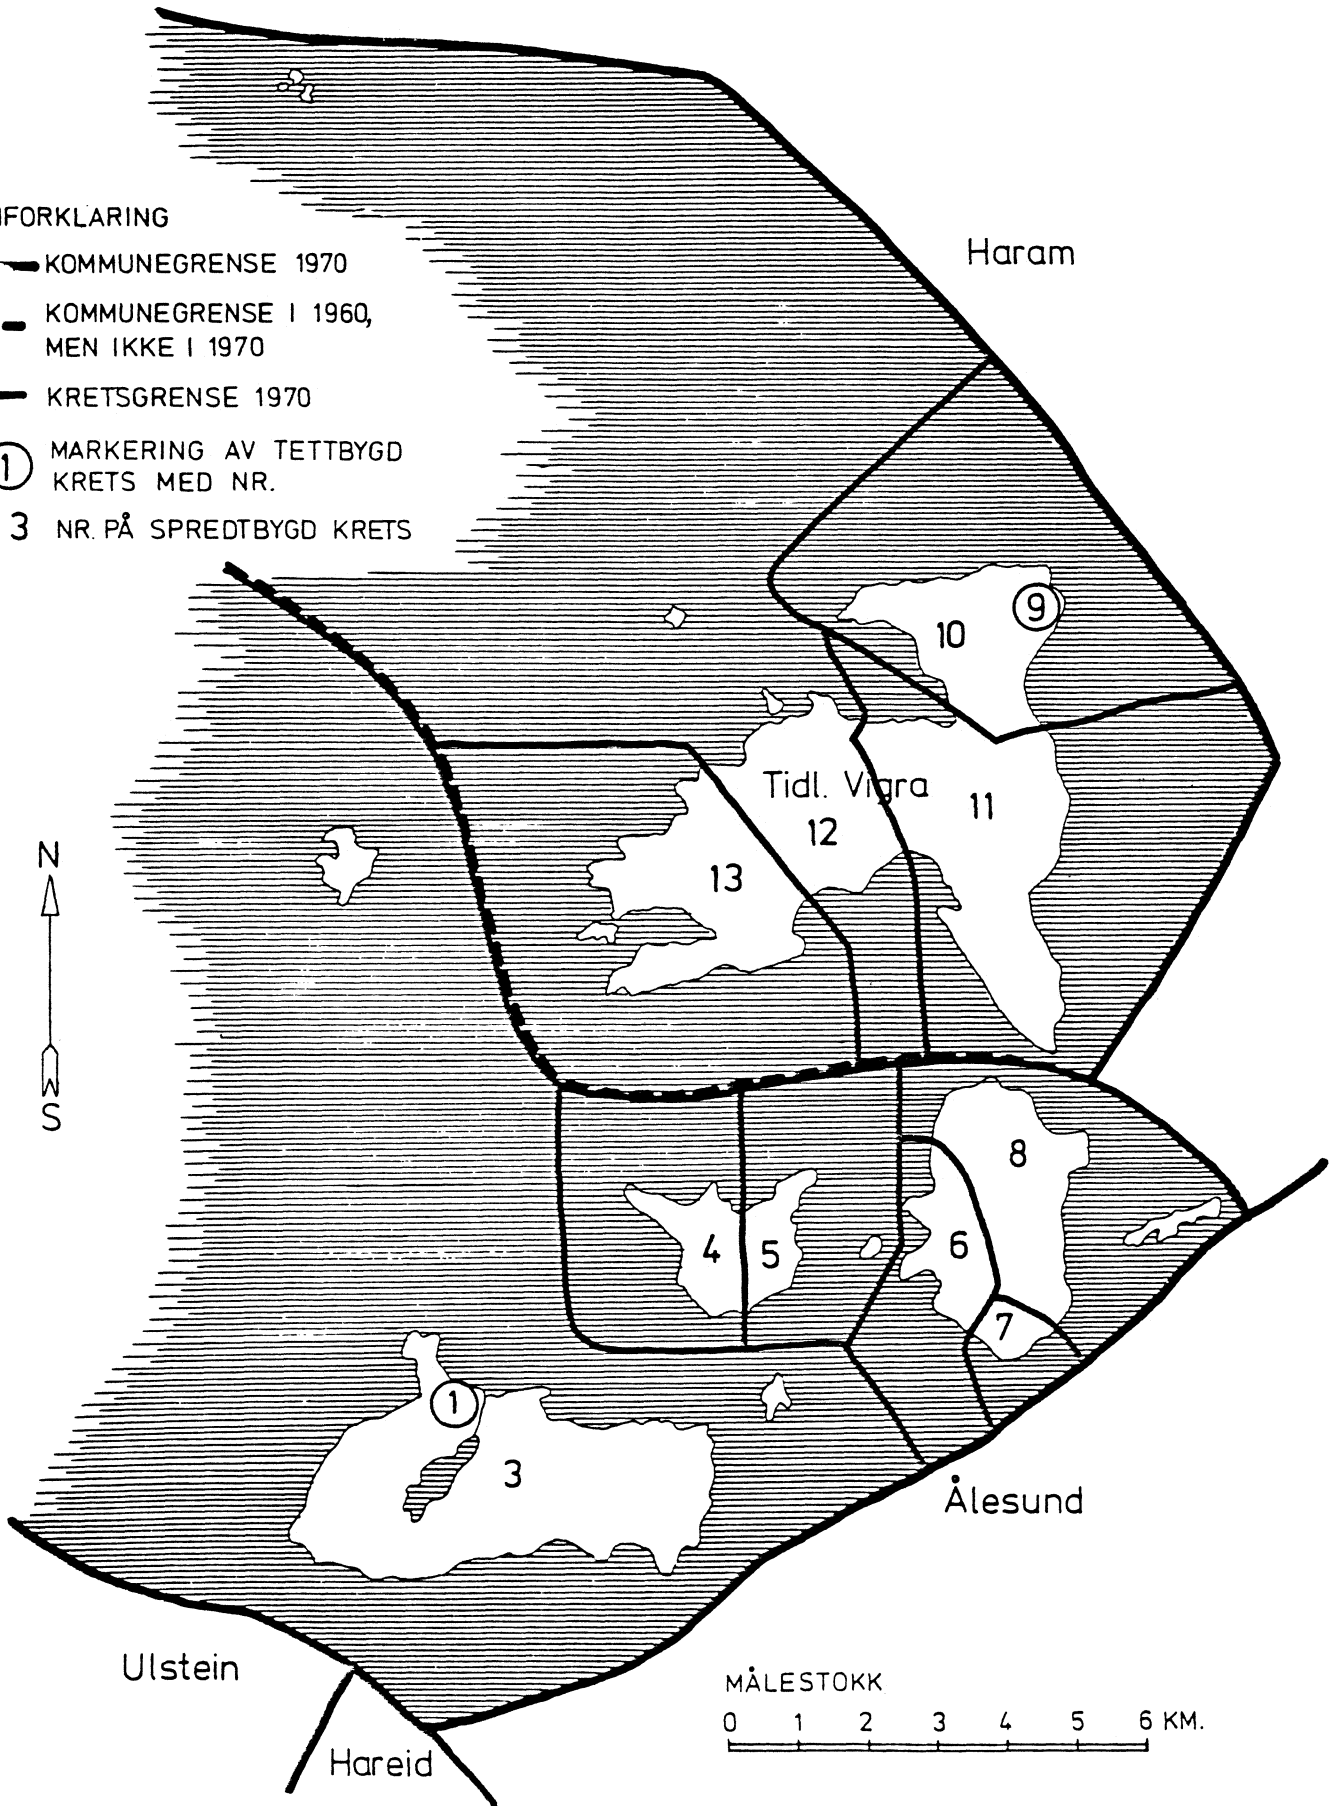 NFORKLARING
KOMMUNEGRENSE 1970
KOMMUNEGRENSE I 1960,
MEN IKKE I 1970
KRETSGRENSE 1970
1 MARKERING AV TETTBYGD
KRETS MED NR.
3 NR. PÅ SPREDTBYGD KRETS
Haram
9
10
Tidl. Vigra
11
12
13
N
S
8
4
5
6
7
1
3
Ålesund
Ulstein
Hareid
MÅLESTOKK
0 1 2 3 4 5 6 KM.